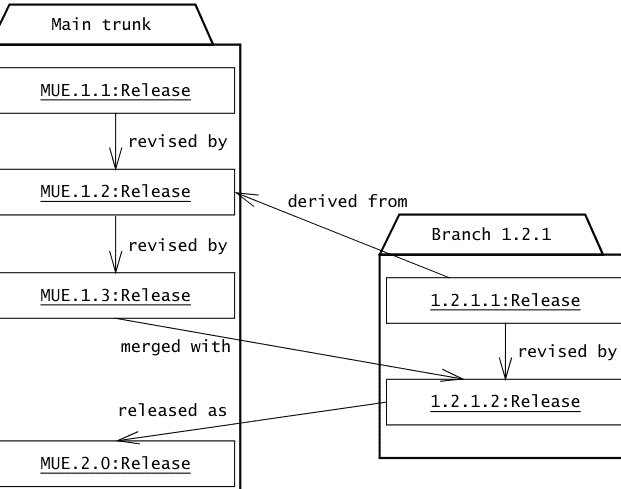 Main trunk
MUE.1.1:Release
revised by
MUE.1.2:Release
derived from
revised by
Branch 1.2.1
MUE.1.3:Release
1.2.1.1:Release
merged with
revised by
released as
1.2.1.2:Release
MUE.2.0:Release